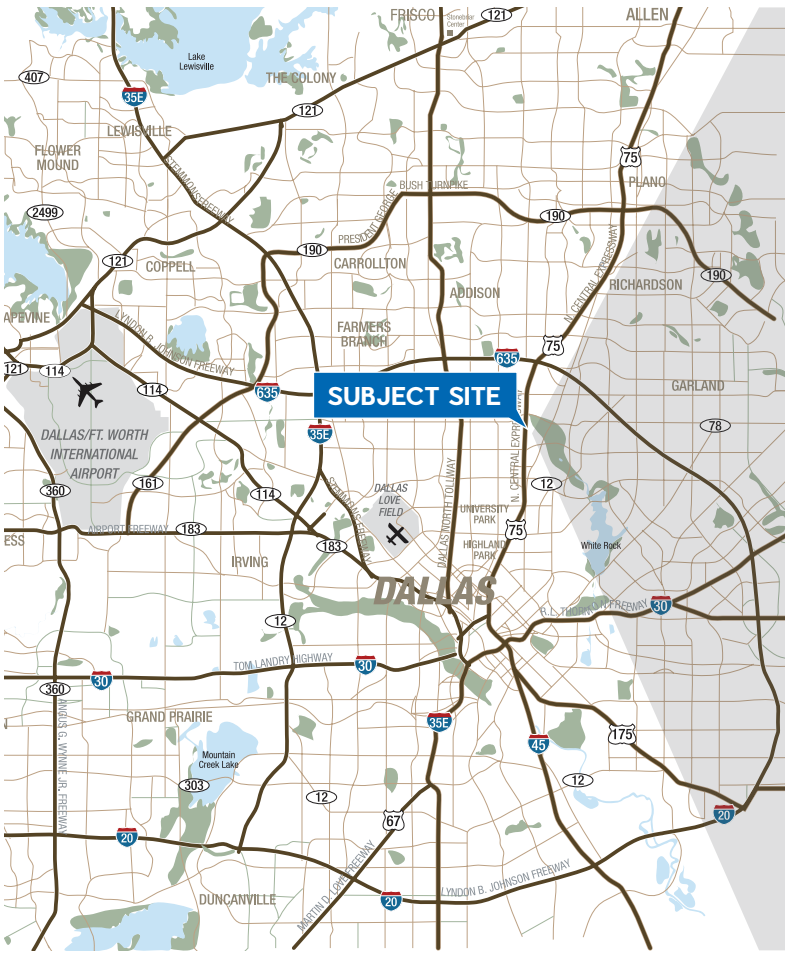 FRISCO
Stonebriar
Center
121
ALLEN
Lake
Lewisville
407
THE COLONY
35E
121
LEWISVILLE
FLOWER
MOUND
75
STEMMONS FREEWAY
PLANO
BUSH TURNPIKE
2499
190
PRESIDENT GEORGE
190
121
COPPELL
CARROLLTON
N. CENTRAL EXPRESSWAY
190
RICHARDSON
ADDISON
APEVINE
LYNDON B. JOHNSON FREEWAY
FARMERS
BRANCH
75
635
121
114
114
635
GARLAND
SUBJECT SITE
N. CENTRAL EXPRESSWAY
78
35E
DALLAS/FT. WORTH
INTERNATIONAL
AIRPORT
DALLAS NORTH TOLLWAY
161
360
114
STEMMONS FREEWAY
DALLAS
LOVE
FIELD
12
UNIVERSITY
PARK
AIRPORT FREEWAY
183
75
ESS
183
HIGHLAND
PARK
White Rock
IRVING
DALLAS
R.L. THORNTON FREEWAY
30
12
TOM LANDRY HIGHWAY
30
30
360
GRAND PRAIRIE
35E
175
45
ANGUS G. WYNNE JR. FREEWAY
Mountain
Creek Lake
303
12
12
67
20
20
MARTIN D. LOVE FREEWAY
LYNDON B. JOHNSON FREEWAY
DUNCANVILLE
20